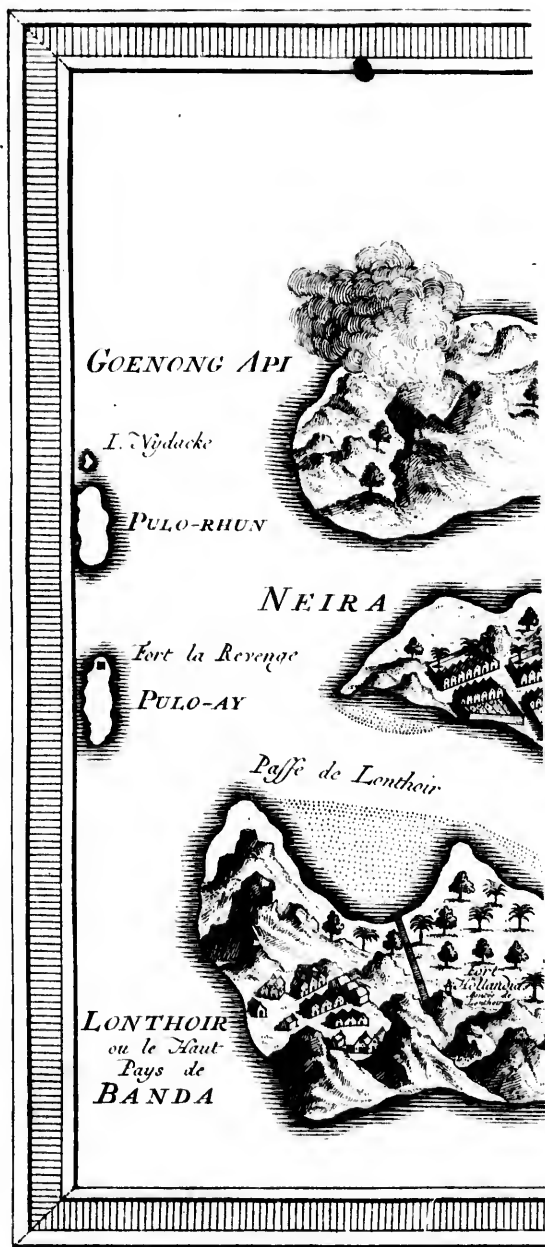 GOENONG API
I. Nydacke
PULO-RHUN
NEIRA
Fort la Revenge
PULO-AY
Passe de Lonthoir
Fort
Hollandia
LONTHOIR
ou le Haut
Pays de
BANDA